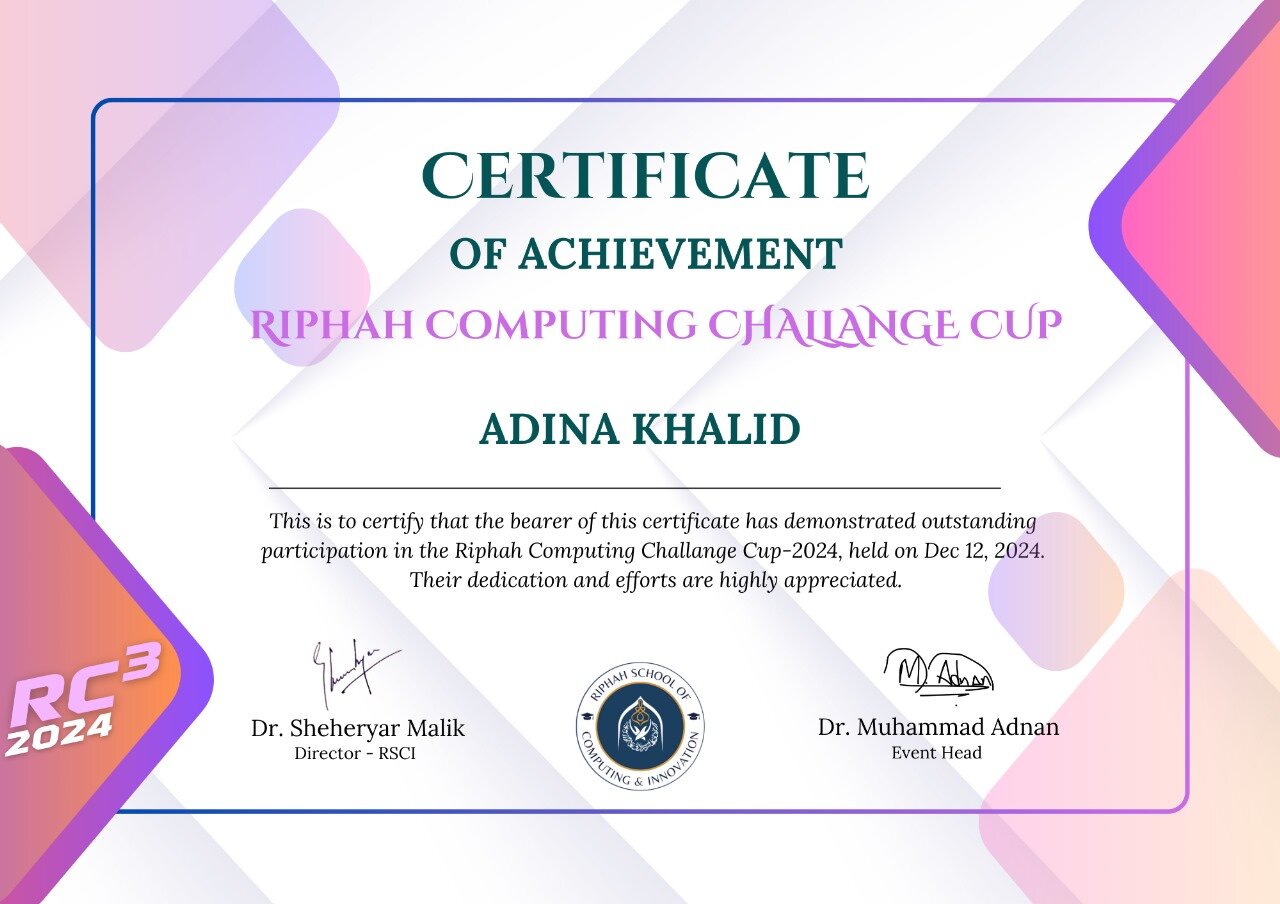 CERTIFICATE
OF ACHIEVEMENT
RIPHAH COMPUTING CHALLANGE CUP
ADINA KHALID
This is to certify that the bearer of this certificate has demonstrated outstanding
participation in the Riphah Computing Challange Cup-2024, held on Dec 12, 2024.
Their dedication and efforts are highly appreciated.
RC3
2024
Dr. Sheheryar Malik
Director - RSCI
RIPHAH SCHOOL OF
COMPUTING & INNOVATION
M Adnan
Dr. Muhammad Adnan
Event Head